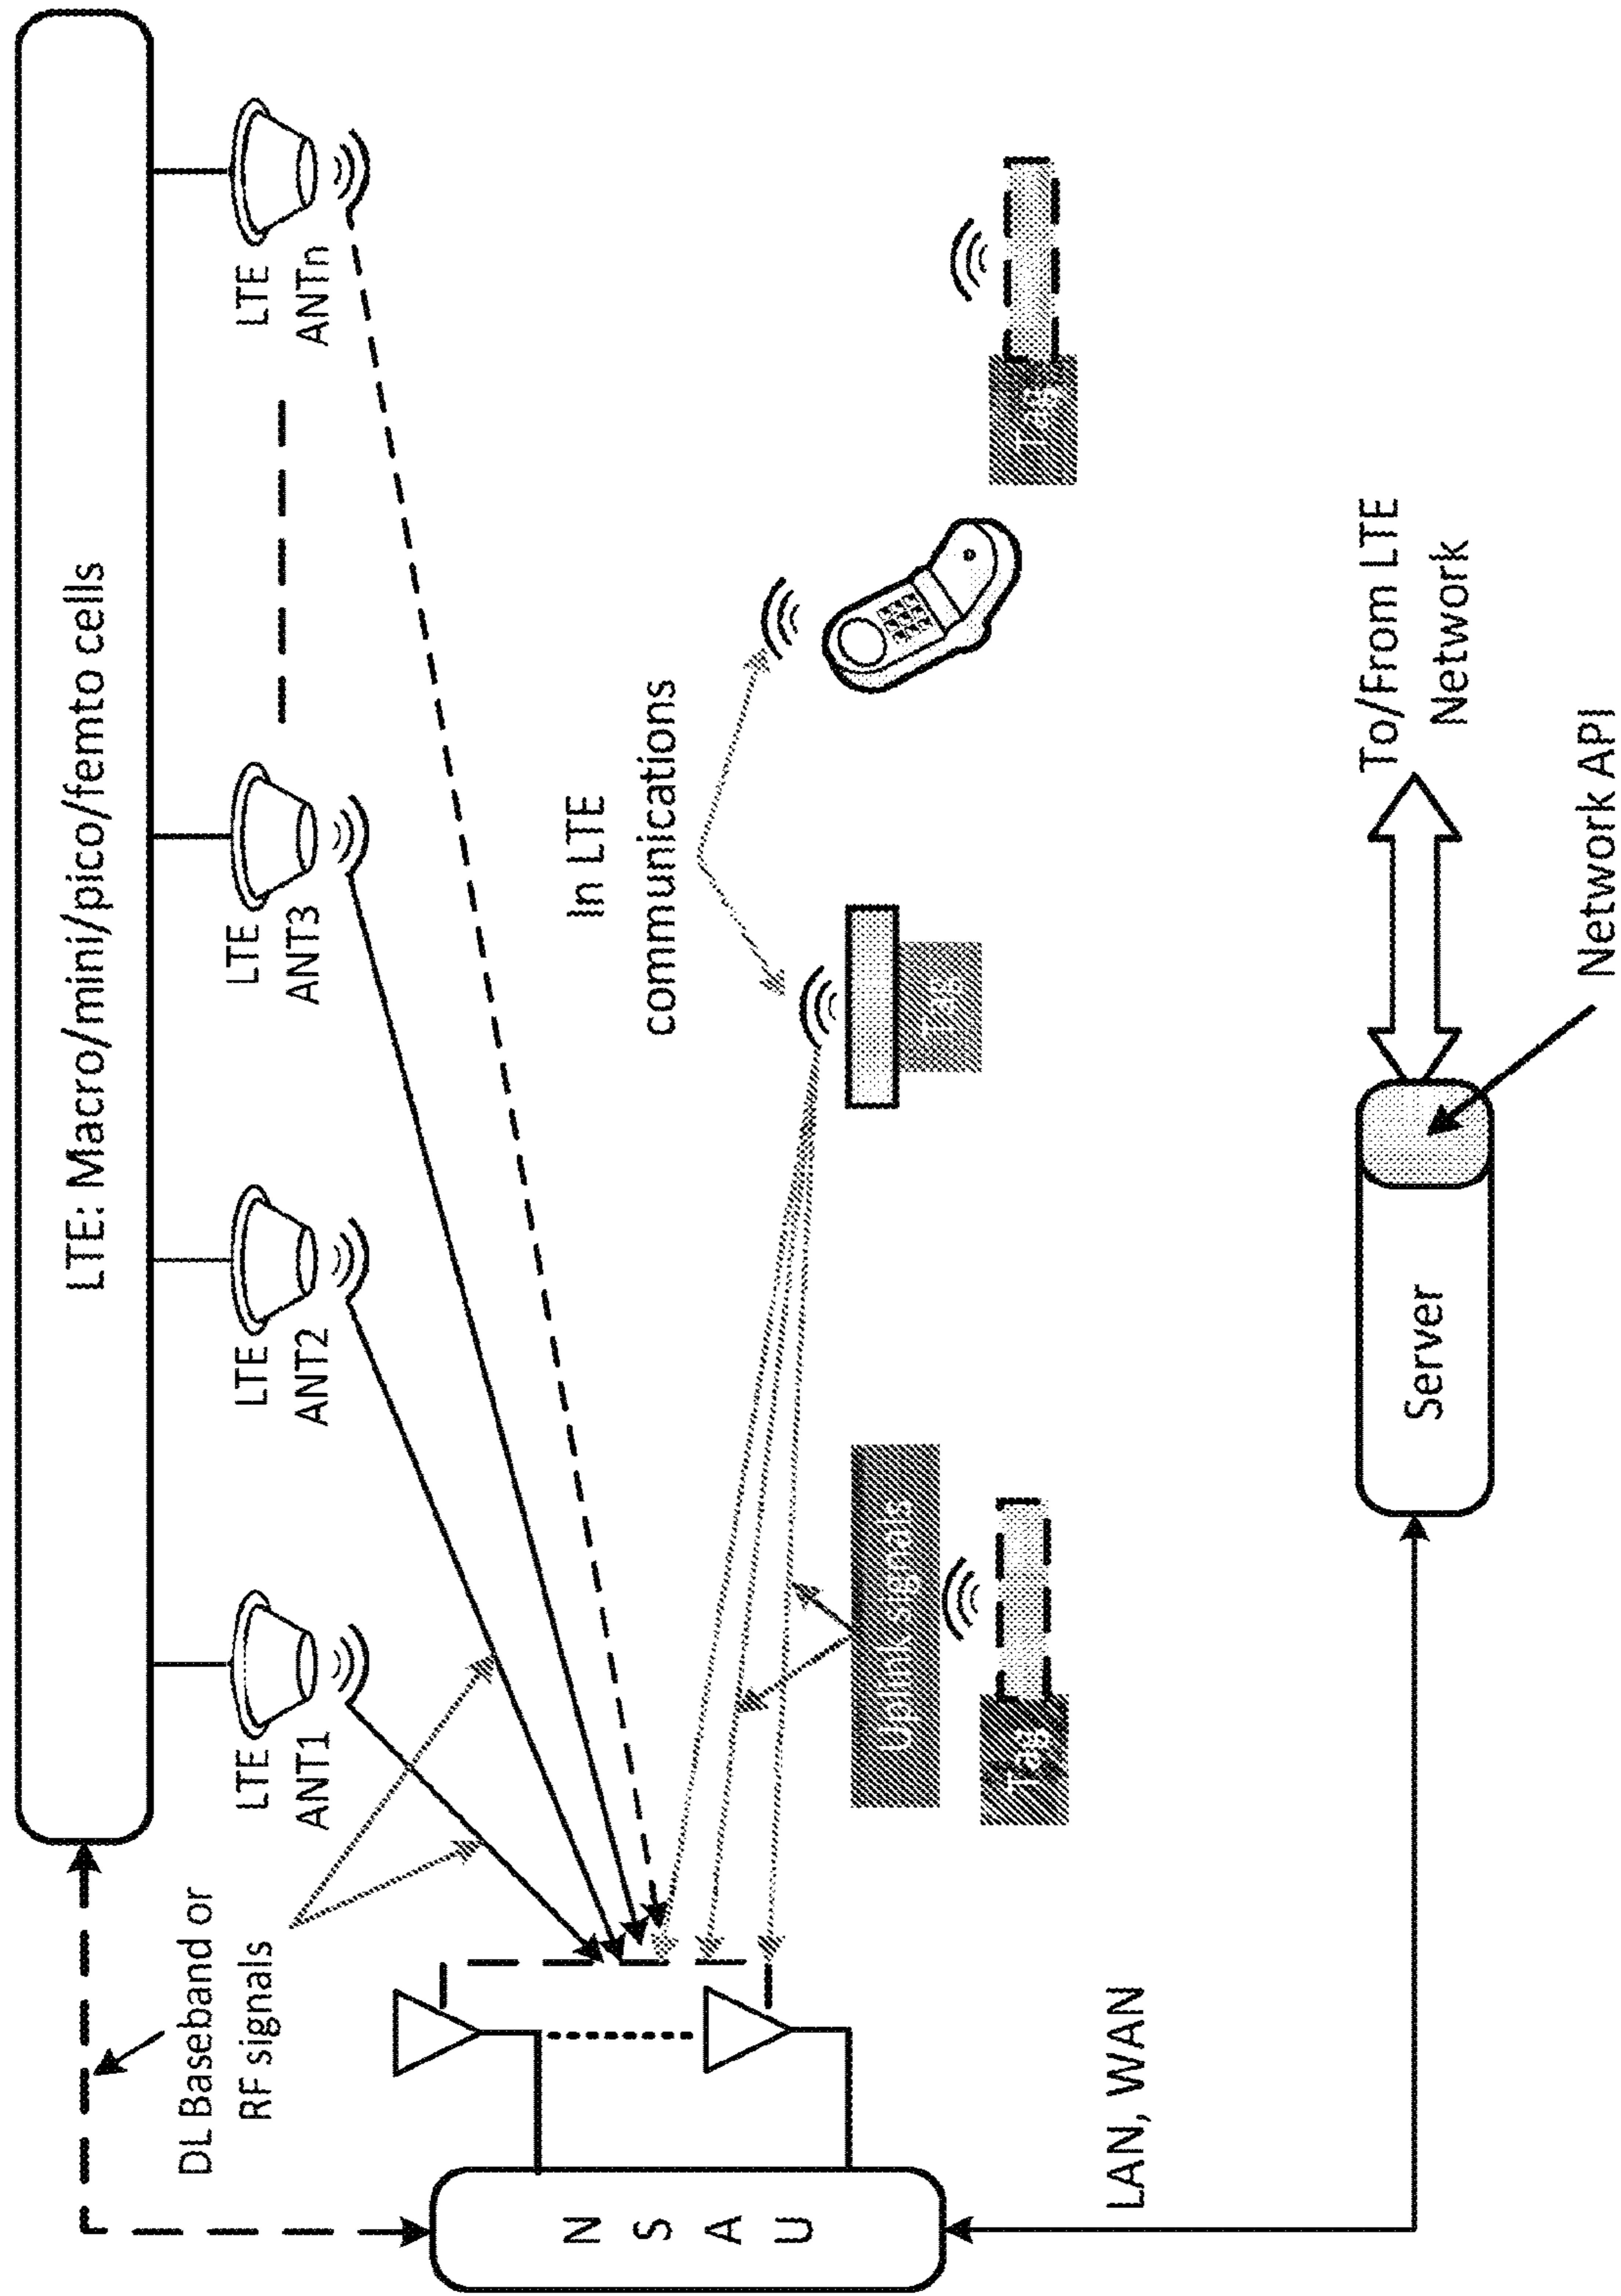 LTE: Macro/mini/pico/femto cells
DL Baseband or
RF signals
LTE
ANT1
LTE
ANT2
LTE
ANT3
LTE
ANTn
In LTE
communications
N
S
A
U
Uplink signals
Tag
Tag
Tag
LAN, WAN
Server
To/From LTE
Network
Network API